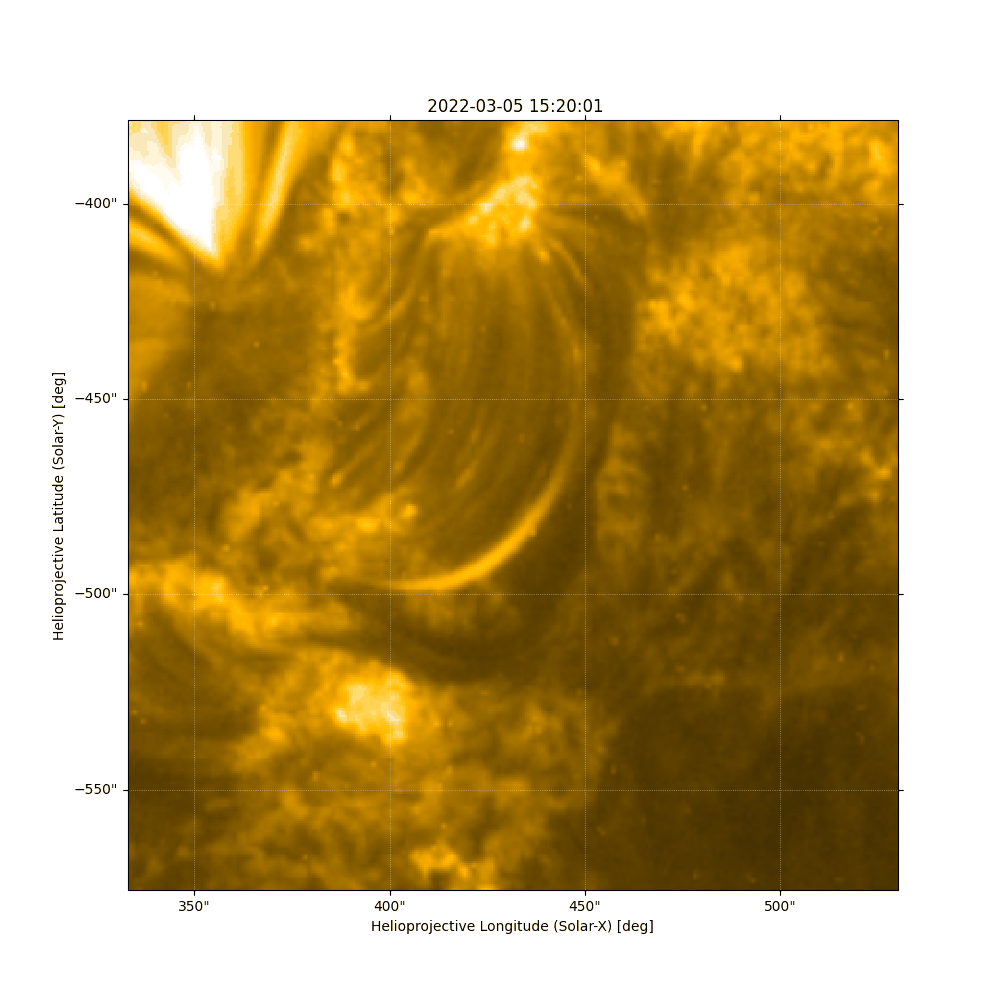 2022-03-05 15:20:01
Helioprojective Latitude (Solar-Y) [deg]
−400"
−450"
−500"
−550"
350" 400" 450" 500"
Helioprojective Longitude (Solar-X) [deg]